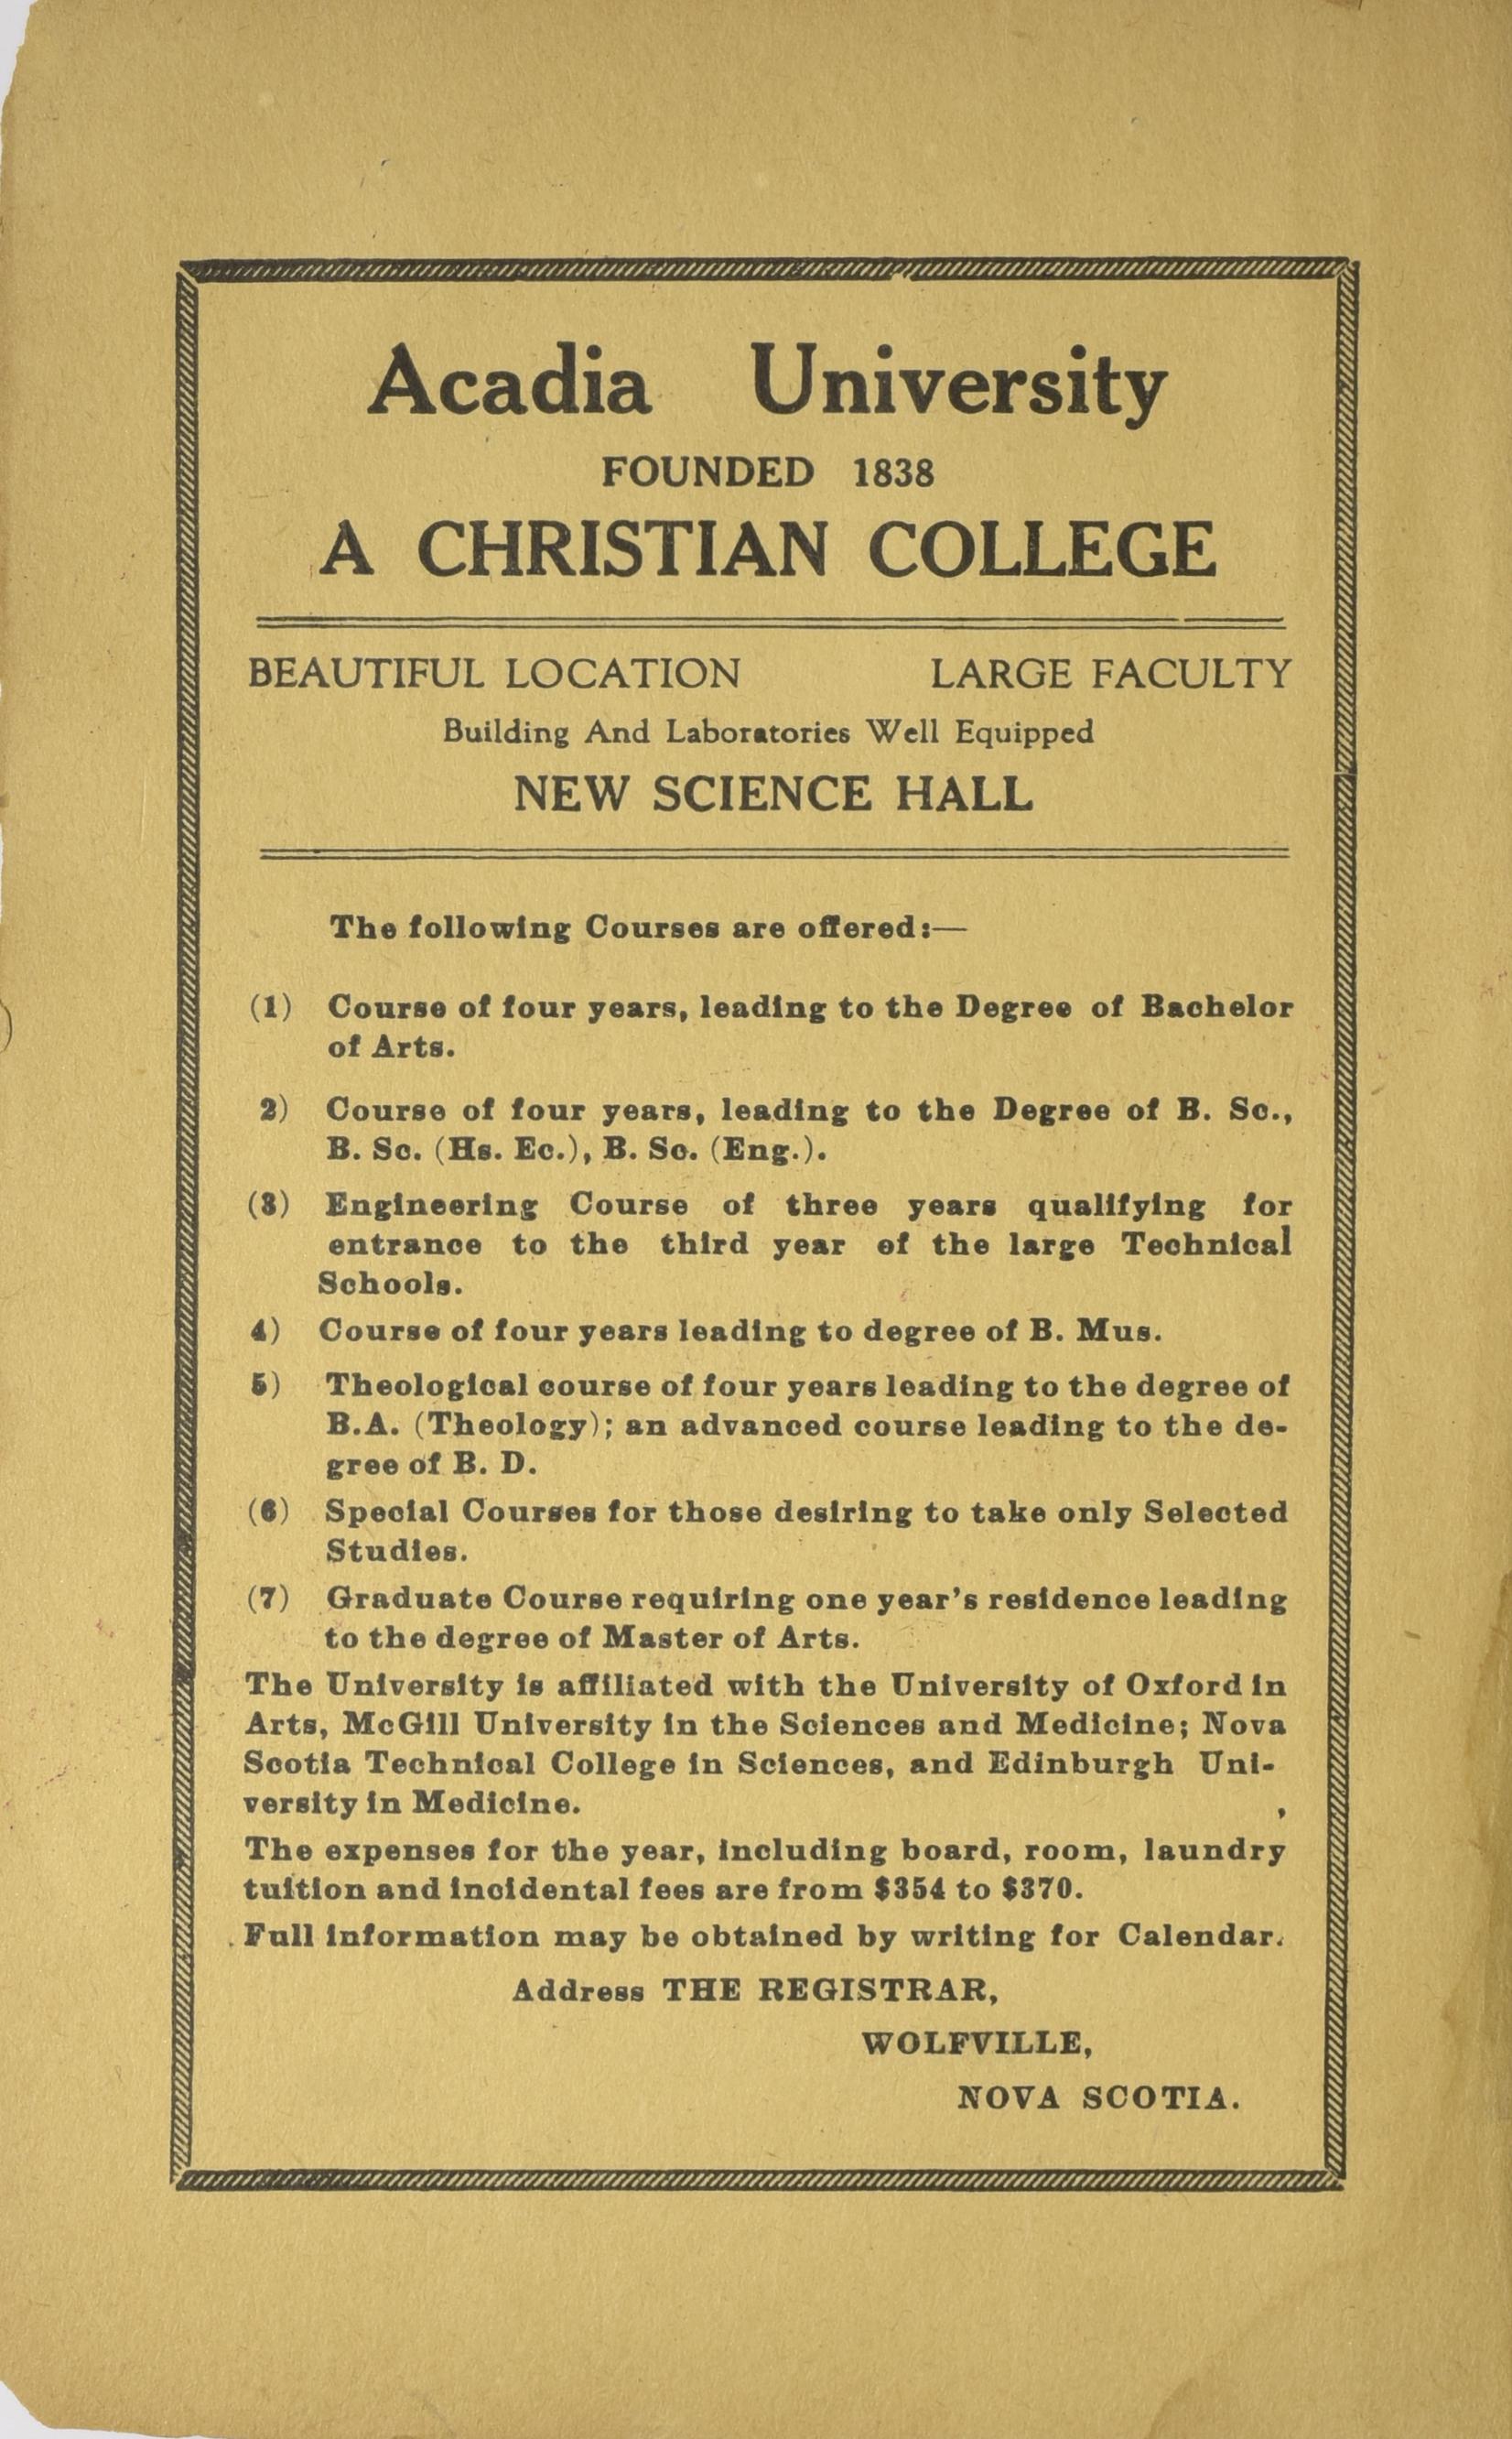 Acadia University
FOUNDED 1838
A CHRISTIAN COLLEGE
BEAUTIFUL LOCATION LARGE FACULTY
Building And Laboratories Well Equipped
NEW SCIENCE HALL
The following Courses are offered:—
(1) Course of four years, leading to the Degree of Bachelor
of Arts.
2) Course of four years, leading to the Degree of B. Sc.,
B. Sc. (Hs. Ec.), B. Sc. (Eng.).
(3) Engineering Course of three years qualifying for
entrance to the third year of the large Technical
Schools.
4) Course of four years leading to degree of B. Mus.
5) Theological course of four years leading to the degree of
B.A. (Theology); an advanced course leading to the de-
gree of B. D.
(6) Special Courses for those desiring to take only Selected
Studies.
(7) Graduate Course requiring one year's residence leading
to the degree of Master of Arts.
The University is affiliated with the University of Oxford in
Arts, McGill University in the Sciences and Medicine; Nova
Scotia Technical College in Sciences, and Edinburgh Uni-
versity in Medicine.
The expenses for the year, including board, room, laundry
tuition and incidental fees are from $354 to $370.
Full information may be obtained by writing for Calendar.
Address THE REGISTRAR,
WOLFVILLE,
NOVA SCOTIA.